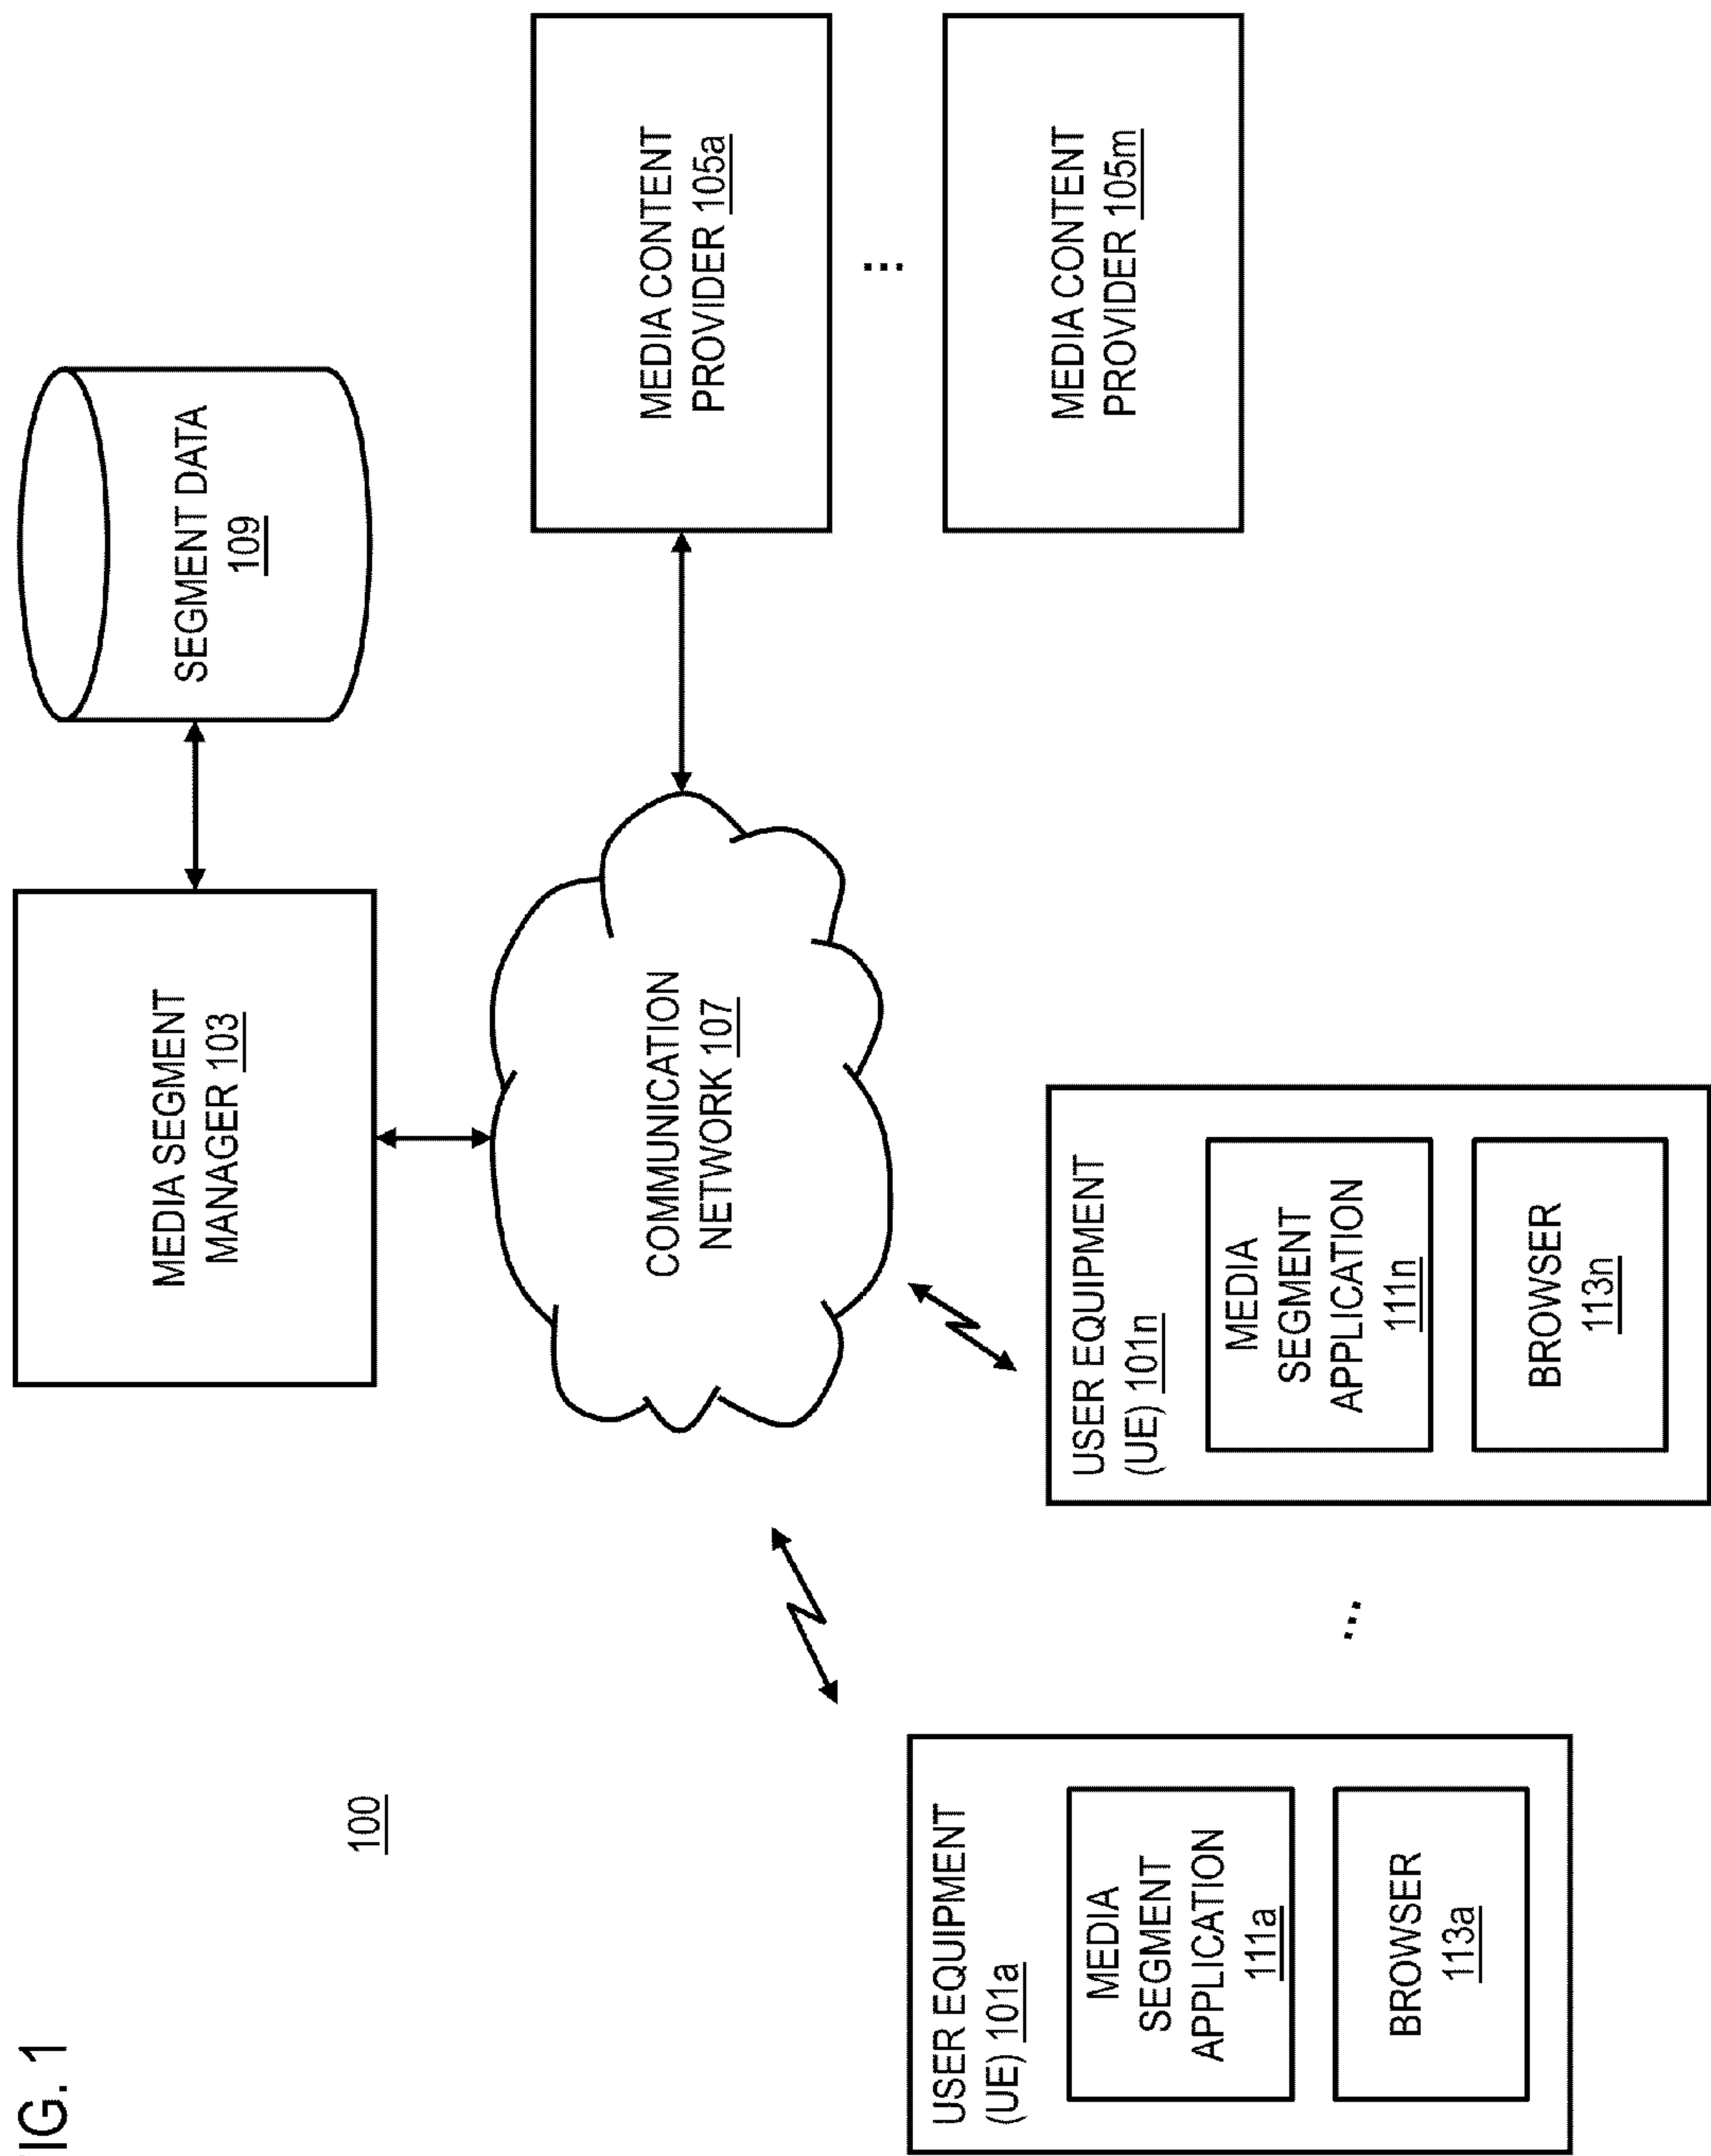 IG. 1
100
MEDIA SEGMENT
MANAGER 103
SEGMENT DATA
109
COMMUNICATION
NETWORK 107
MEDIA CONTENT
PROVIDER 105a
...
MEDIA CONTENT
PROVIDER 105m
USER EQUIPMENT
(UE) 101a
MEDIA
SEGMENT
APPLICATION
111a
BROWSER
113a
...
USER EQUIPMENT
(UE) 101n
MEDIA
SEGMENT
APPLICATION
111n
BROWSER
113n